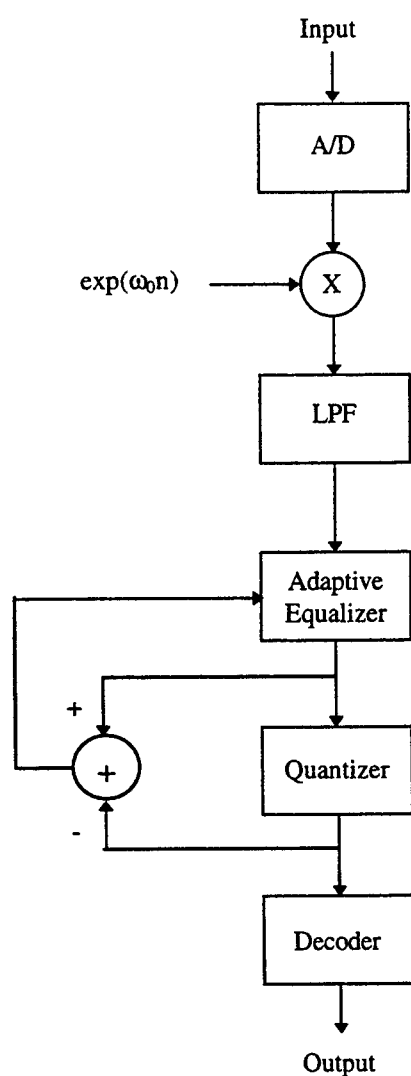 Input
A/D
exp(ω₀n)
X
LPF
Adaptive
Equalizer
+
+
Quantizer
-
Decoder
Output